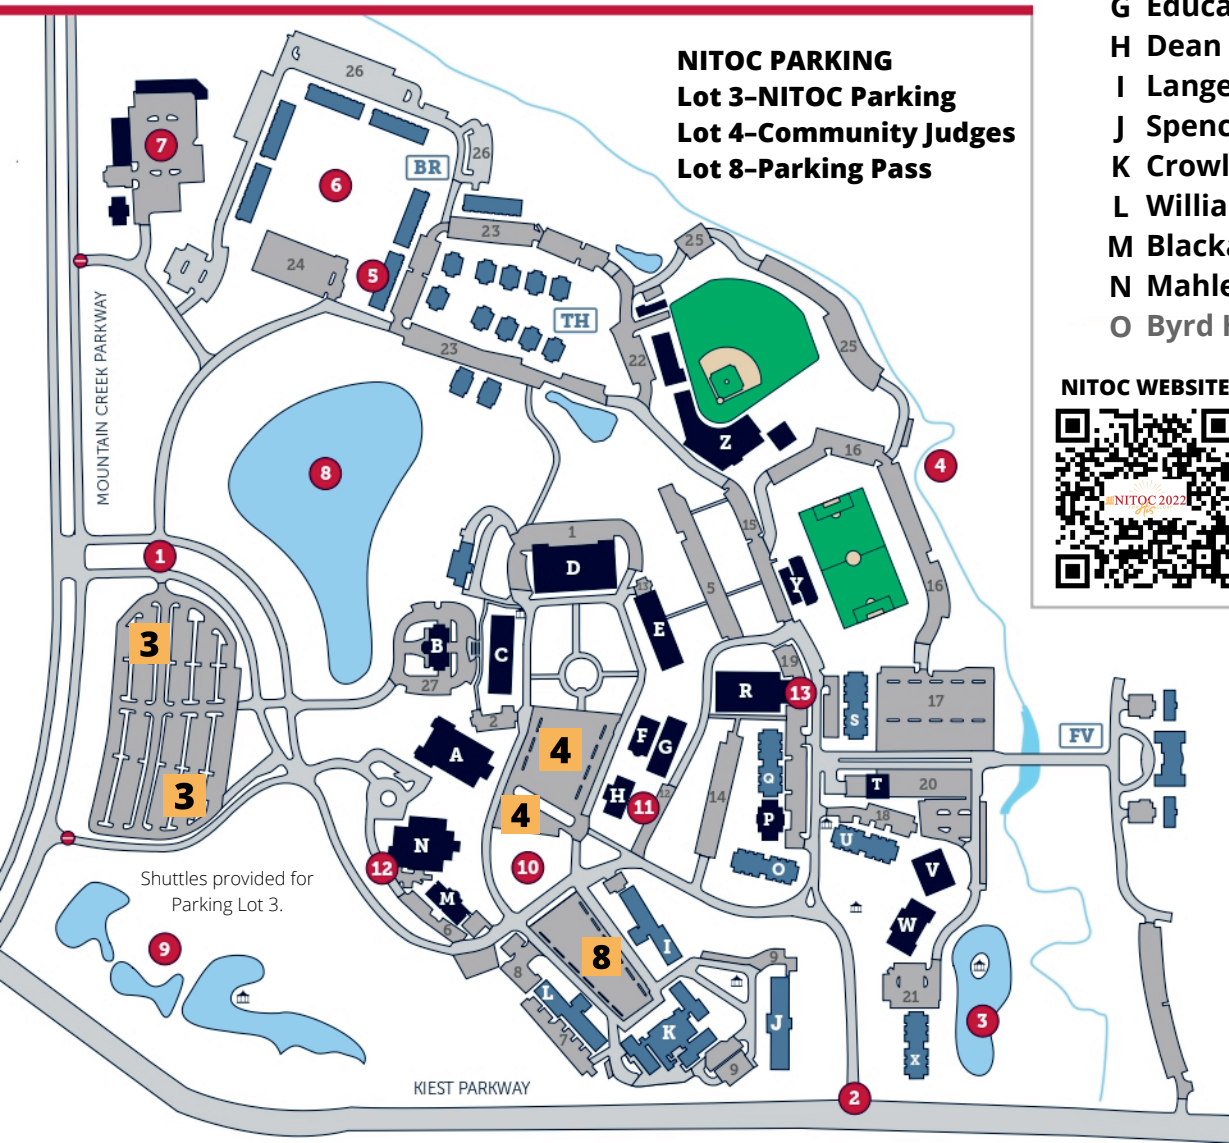 G Educa
NITOC PARKING
Lot 3–NITOC Parking
Lot 4–Community Judges
Lot 8–Parking Pass
H Dean
I Lange
J Spenc
K Crowl
L Willia
M Blacka
N Mahle
O Byrd
NITOC WEBSITE
NITOC 2022
26
7
BR
26
6
23
25
24
5
TH
MOUNTAIN CREEK PARKWAY
23
22
25
Z
16
4
8
1
15
1
D
13
5
Y
16
3
E
B
C
27
19
R
13
S
17
2
F
G
FV
A
4
Q
3
H
11
12
14
T
20
4
P
18
N
U
12
10
O
V
Shuttles provided for
Parking Lot 3.
M
6
W
9
8
I
9
8
21
L
J
3
7
K
X
9
KIEST PARKWAY
2